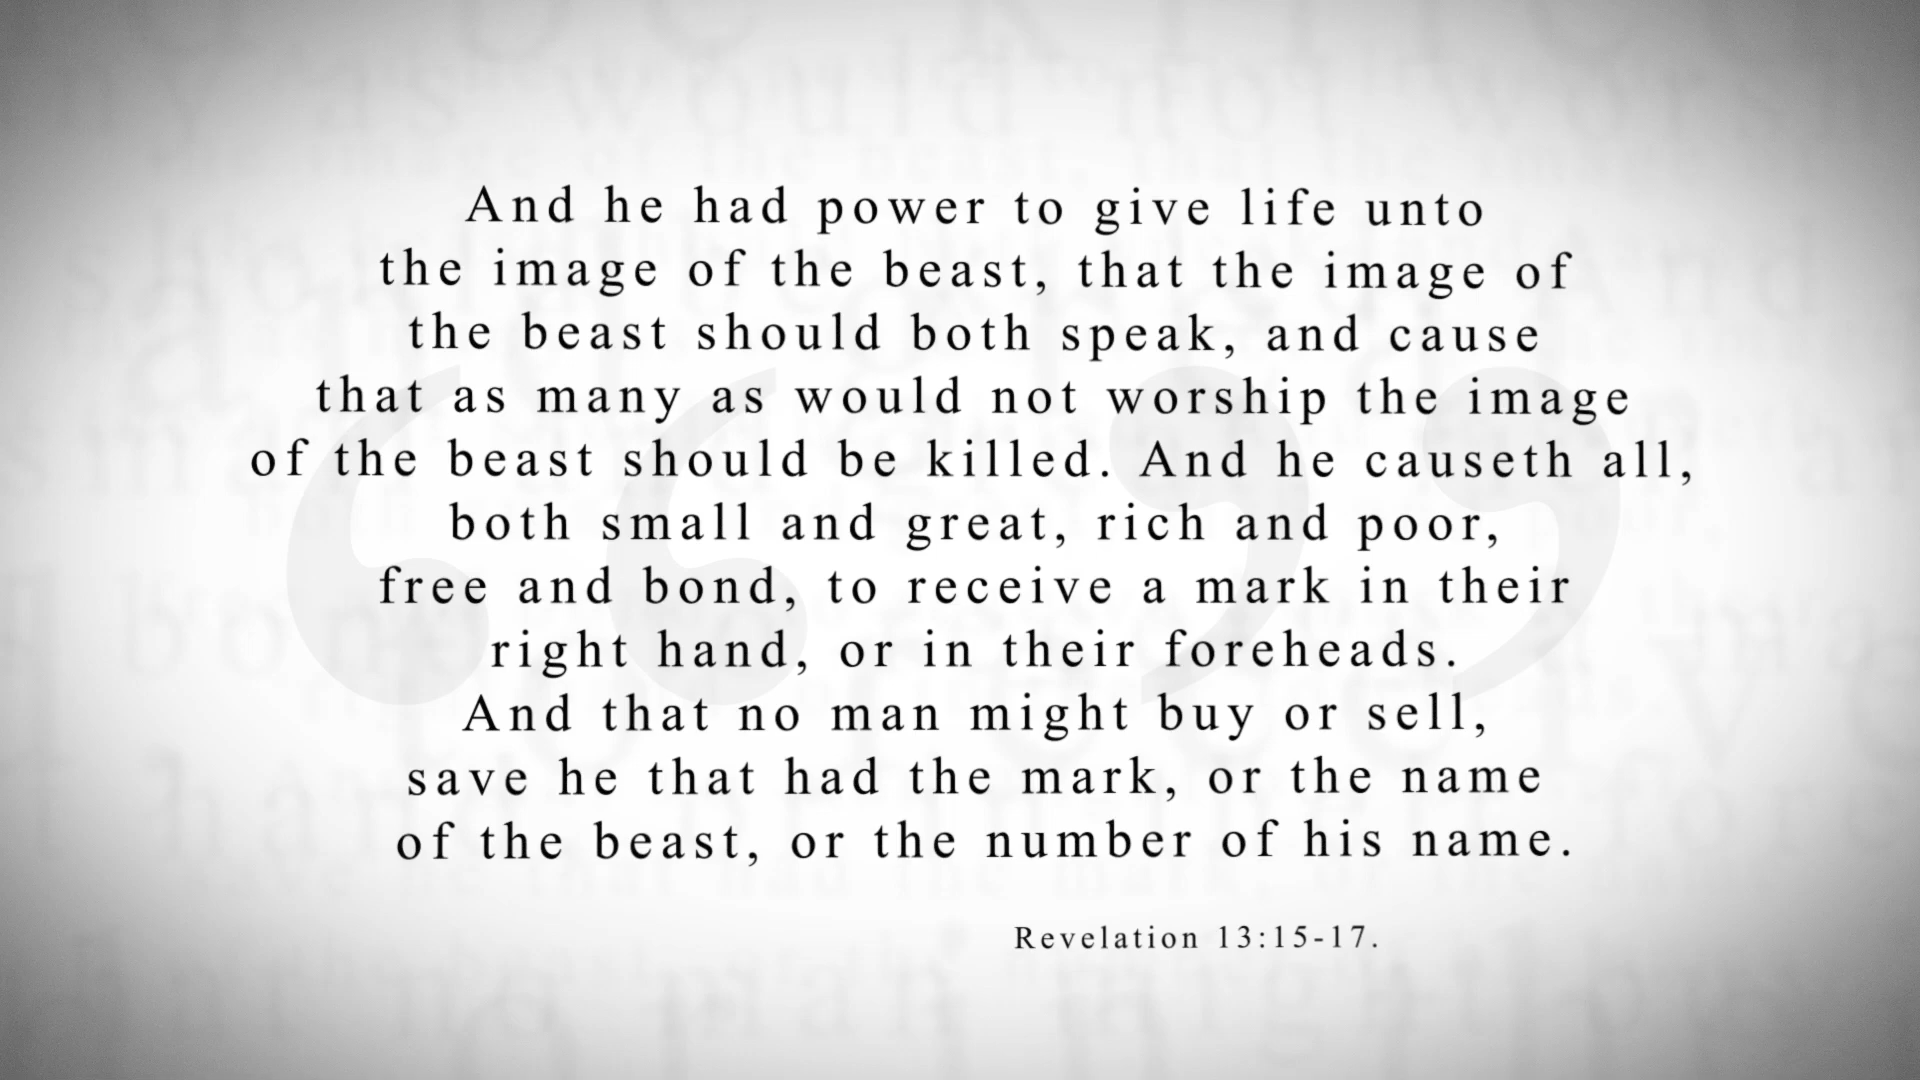 And he had power to give life unto
the image of the beast, that the image of
the beast should both speak, and cause
that as many as would not worship the image
of the beast should be killed. And he causeth all,
both small and great, rich and poor,
free and bond, to receive a mark in their
right hand, or in their foreheads.
And that no man might buy or sell,
save he that had the mark, or the name
of the beast, or the number of his name.
Revelation 13:15-17.